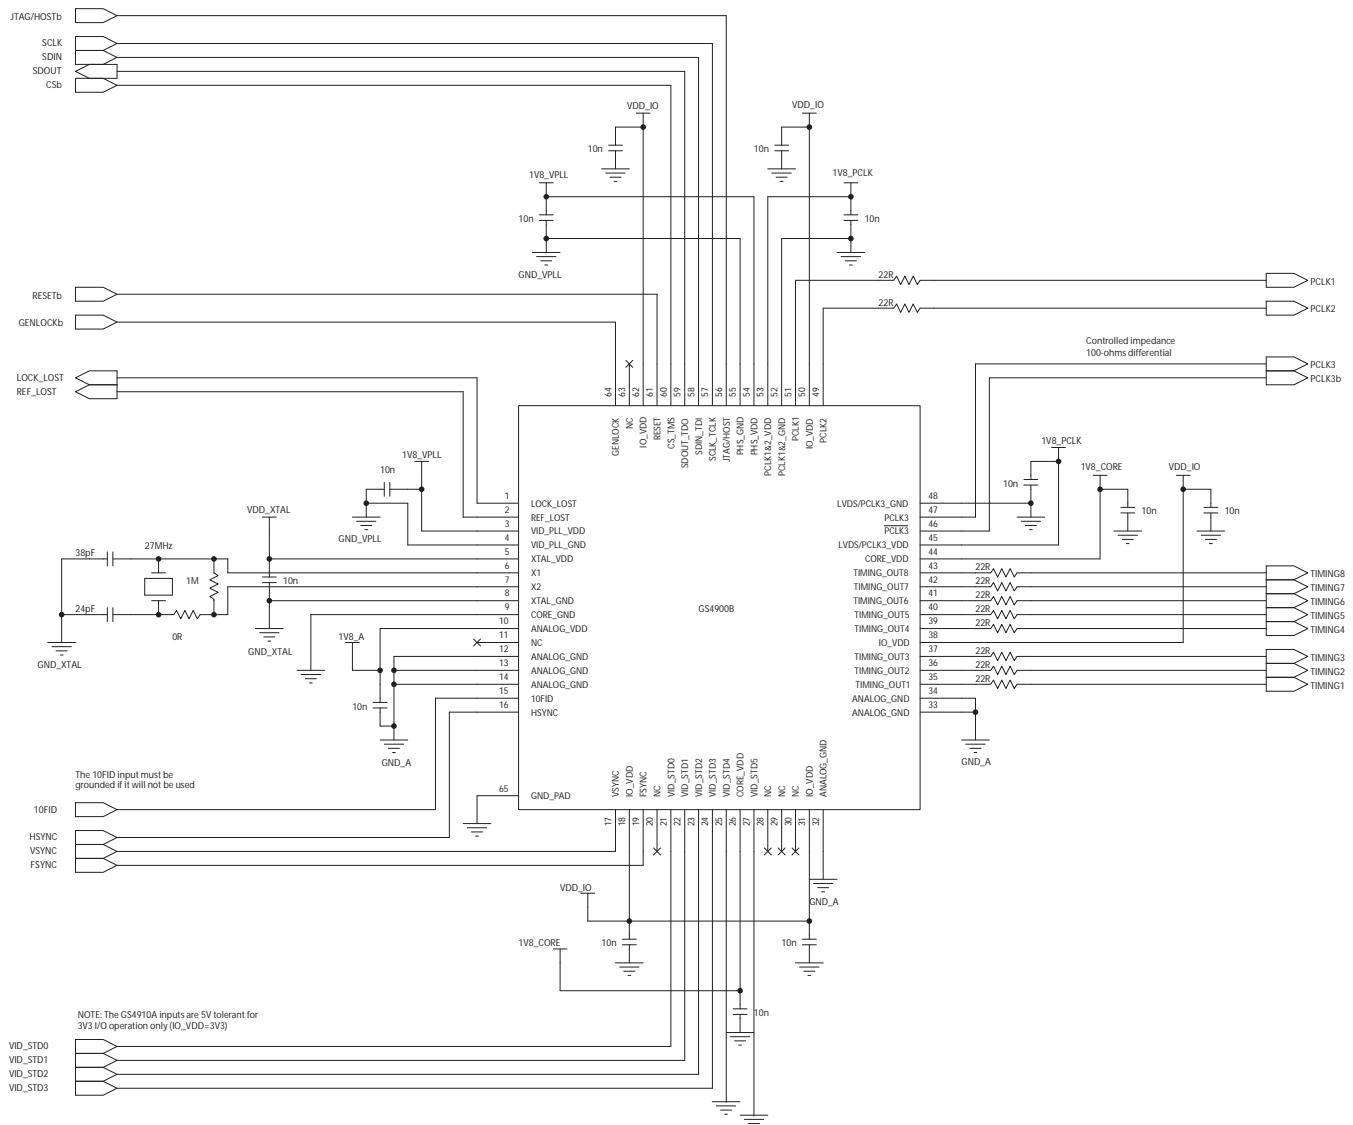 JTAG/HOSTb
SCLK
SDIN
SDOUT
CSb
VDD_IO
VDD_IO
10n
10n
1V8_VPLL
1V8_PCLK
10n
10n
GND_VPLL
22R
PCLK1
RESETb
22R
PCLK2
GENLOCKb
Controlled impedance
100-ohms differential
PCLK3
LOCK_LOST
PCLK3b
REF_LOST
64
63
62
61
60
59
58
57
56
55
54
53
52
51
50
49
GENLOCK
NC
IO_VDD
RESET
CS_TMS
SDOUT_TDO
SDIN_TDI
SCLK_TCLK
JTAG/HOST
PHS_GND
PHS_VDD
PCLK1&2_VDD
PCLK1&2_GND
PCLK1
IO_VDD
PCLK2
1V8_VPLL
10n
GND_VPLL
VDD_XTAL
1V8_PCLK
1V8_CORE
VDD_IO
10n
10n
10n
1 LOCK_LOST
2 REF_LOST
3 VID_PLL_VDD
4 VID_PLL_GND
5 XTAL_VDD
6 X1
7 X2
8 XTAL_GND
9 CORE_GND
10 ANALOG_VDD
11 NC
12 ANALOG_GND
13 ANALOG_GND
14 ANALOG_GND
15 10FID
16 HSYNC
38pF
27MHz
1M
10n
24pF
0R
GND_XTAL
GND_XTAL
1V8_A
10n
GND_A
GS4900B
LVDS/PCLK3_GND 48
PCLK3 47
PCLK3 46
LVDS/PCLK3_VDD 45
CORE_VDD 44
TIMING_OUT8 43 22R TIMING8
TIMING_OUT7 42 22R TIMING7
TIMING_OUT6 41 22R TIMING6
TIMING_OUT5 40 22R TIMING5
TIMING_OUT4 39 22R TIMING4
IO_VDD 38
TIMING_OUT3 37 22R TIMING3
TIMING_OUT2 36 22R TIMING2
TIMING_OUT1 35 22R TIMING1
ANALOG_GND 34
ANALOG_GND 33
GND_A
The 10FID input must be
grounded if it will not be used
10FID
HSYNC
VSYNC
FSYNC
65 GND_PAD
VSYNC
IO_VDD
FSYNC
NC
VID_STD0
VID_STD1
VID_STD2
VID_STD3
VID_STD4
CORE_VDD
VID_STD5
NC
NC
NC
IO_VDD
ANALOG_GND
17
18
19
20
21
22
23
24
25
26
27
28
29
30
31
32
GND_A
VDD_IO
10n
10n
1V8_CORE
10n
NOTE: The GS4910A inputs are 5V tolerant for
3V3 I/O operation only (IO_VDD=3V3)
VID_STD0
VID_STD1
VID_STD2
VID_STD3